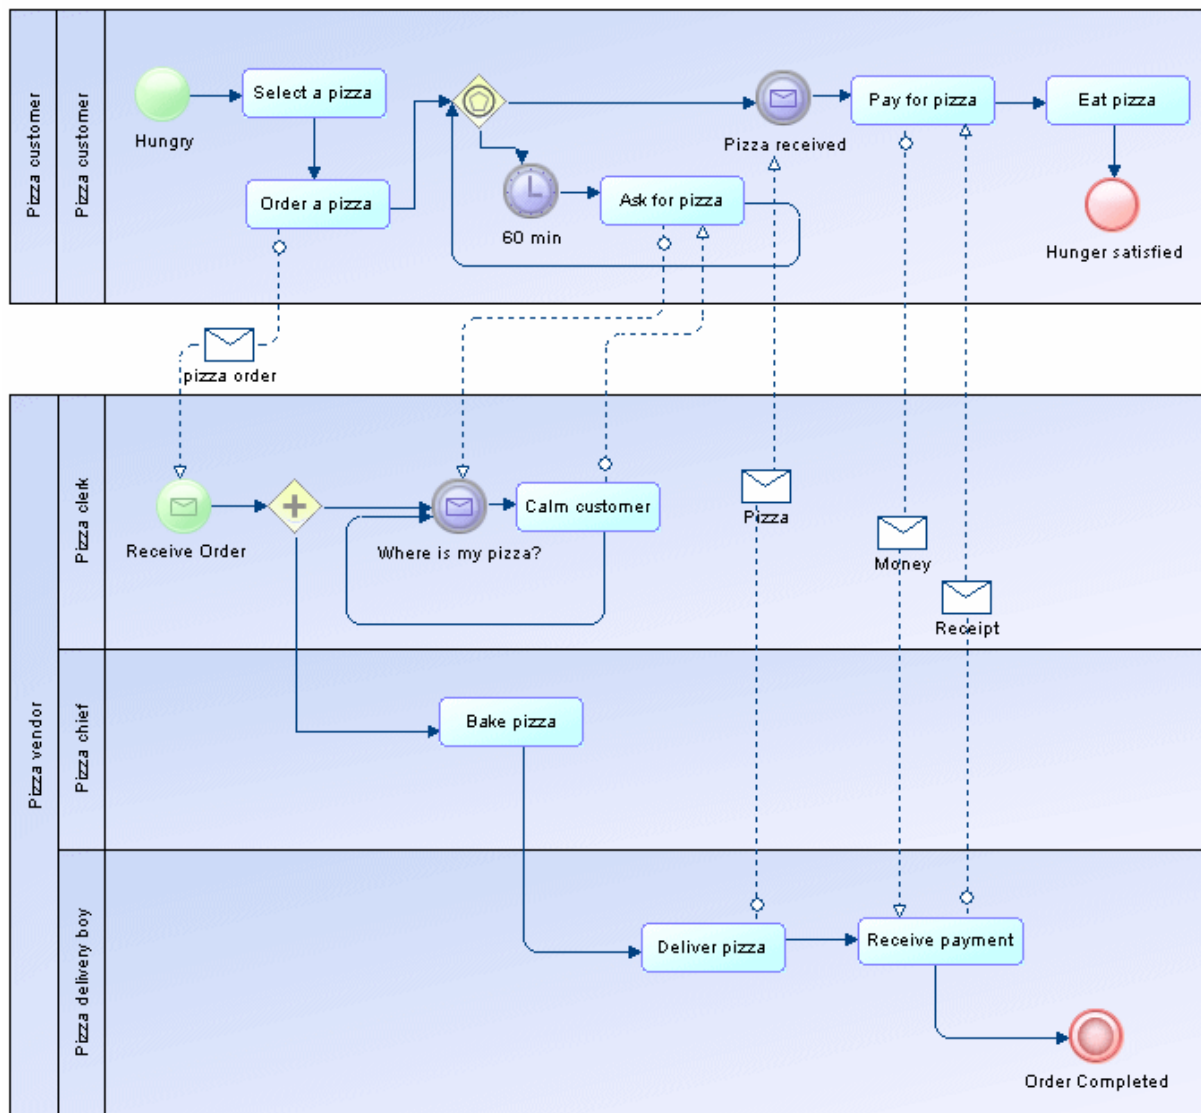 Pizza customer
Pizza customer
Hungry
Select a pizza
Order a pizza
60 min
Ask for pizza
Pizza received
Pay for pizza
Eat pizza
Hunger satisfied
pizza order
Pizza vendor
Pizza clerk
Receive Order
Where is my pizza?
Calm customer
Pizza
Money
Receipt
Pizza chief
Bake pizza
Pizza delivery boy
Deliver pizza
Receive payment
Order Completed